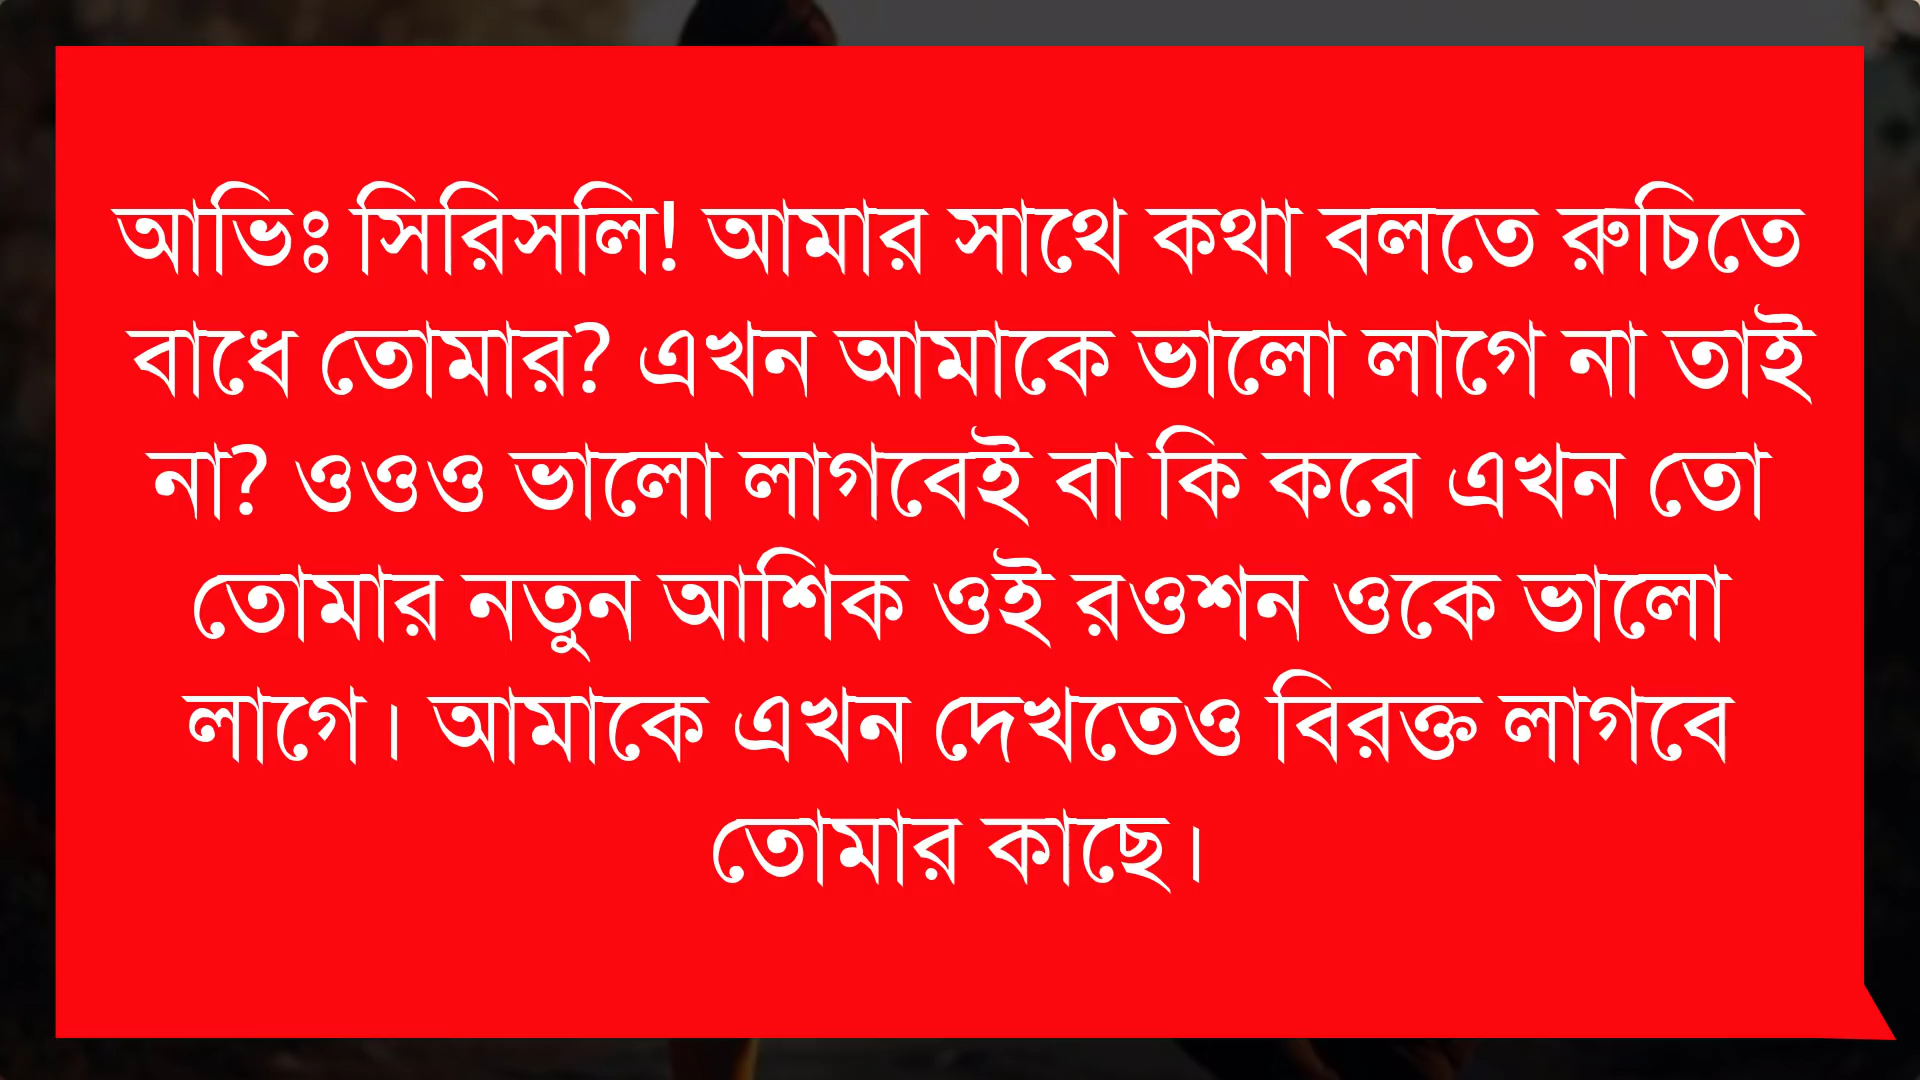 আভিঃ সিরিসলি! আমার সাথে কথা বলতে রুচিতে
বাধে তোমার? এখন আমাকে ভালো লাগে না তাই
না? ওওও ভালো লাগবেই বা কি করে এখন তো
তোমার নতুন আশিক ওই রওশন ওকে ভালো
লাগে। আমাকে এখন দেখতেও বিরক্ত লাগবে
তোমার কাছে।